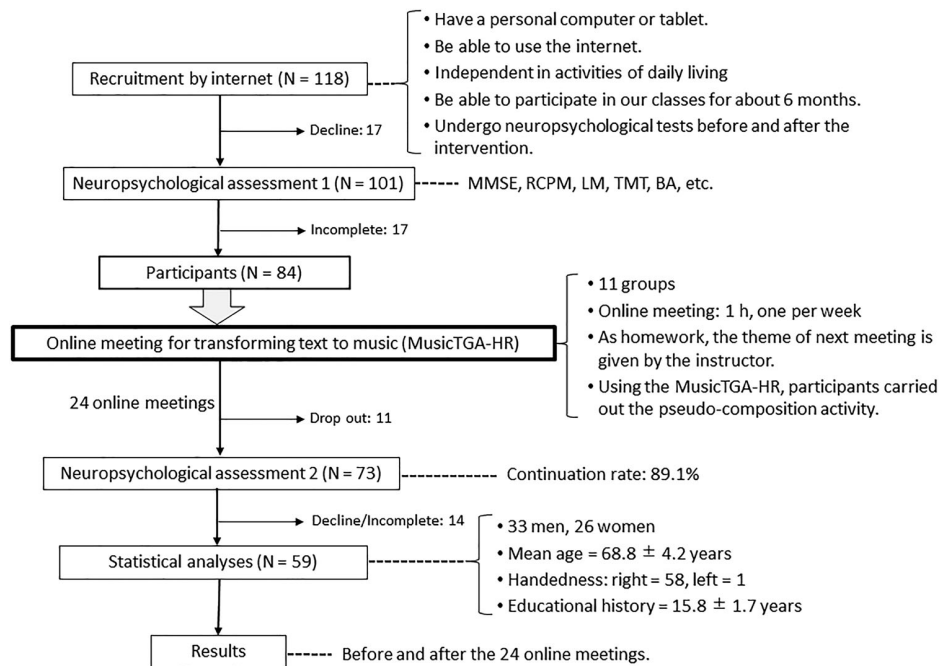 • Have a personal computer or tablet.
• Be able to use the internet.
Recruitment by internet (N = 118)
• Independent in activities of daily living
• Be able to participate in our classes for about 6 months.
• Undergo neuropsychological tests before and after the
intervention.
Decline: 17
Neuropsychological assessment 1 (N = 101)
MMSE, RCPM, LM, TMT, BA, etc.
Incomplete: 17
Participants (N = 84)
• 11 groups
• Online meeting: 1 h, one per week
• As homework, the theme of next meeting is
given by the instructor.
• Using the MusicTGA-HR, participants carried
out the pseudo-composition activity.
Online meeting for transforming text to music (MusicTGA-HR)
24 online meetings
Drop out: 11
Neuropsychological assessment 2 (N = 73)
Continuation rate: 89.1%
Decline/Incomplete: 14
Statistical analyses (N = 59)
• 33 men, 26 women
• Mean age = 68.8 ± 4.2 years
• Handedness: right = 58, left = 1
• Educational history = 15.8 ± 1.7 years
Results
Before and after the 24 online meetings.